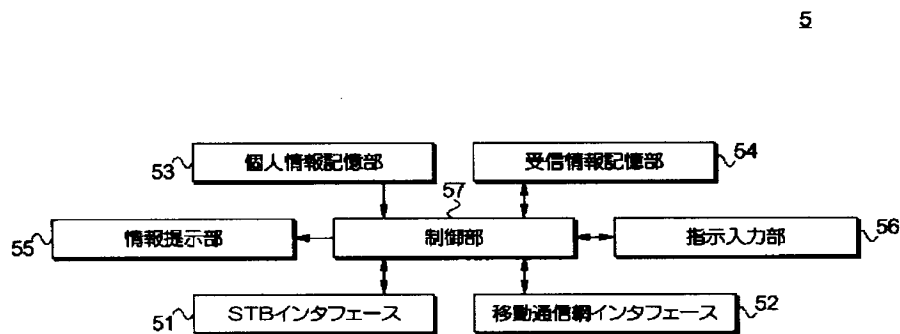 5
個人情報記憶部
53
受信情報記憶部
54
57
情報提示部
55
制御部
指示入力部
56
STBインタフェース
51
移動通信網インタフェース
52